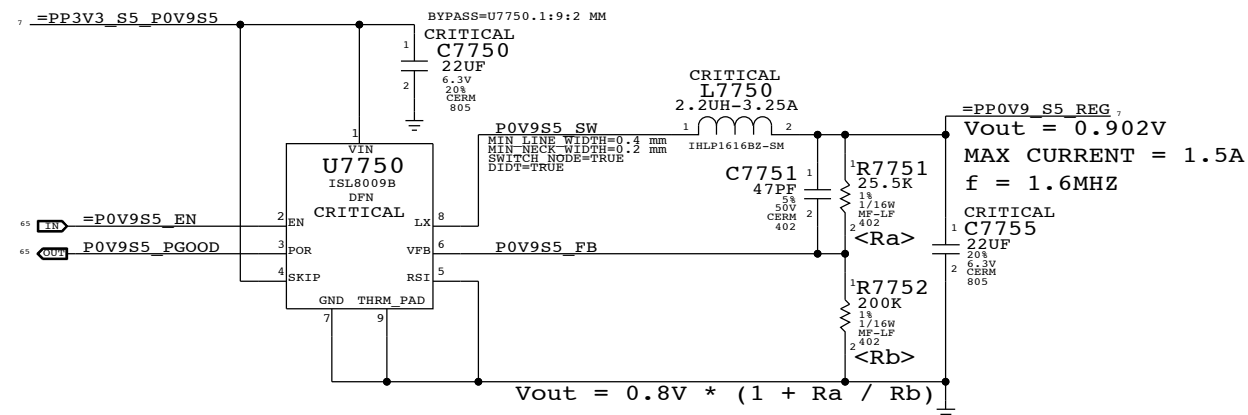 7 =PP3V3_S5_P0V9S5
BYPASS=U7750.1:9:2 MM
CRITICAL
1 C7750
22UF
6.3V
2 20%
CERM
805
CRITICAL
L7750
2.2UH-3.25A
1 2
IHLP1616BZ-SM
P0V9S5_SW
MIN_LINE_WIDTH=0.4 mm
MIN_NECK_WIDTH=0.2 mm
SWITCH_NODE=TRUE
DIDT=TRUE
=PP0V9_S5_REG 7
Vout = 0.902V
MAX CURRENT = 1.5A
f = 1.6MHZ
1
VIN
U7750
ISL8009B
DFN
CRITICAL
65 IN =P0V9S5_EN 2 EN
LX 8
65 OUT P0V9S5_PGOOD 3 POR
VFB 6 P0V9S5_FB
4 SKIP
RSI 5
GND THRM_PAD
7 9
C7751 1
47PF
5%
50V
CERM 2
402
1 R7751
25.5K
1%
1/16W
MF-LF
2 402
<Ra>
CRITICAL
1 C7755
22UF
20%
6.3V
2 CERM
805
1 R7752
200K
1%
1/16W
MF-LF
2 402
<Rb>
Vout = 0.8V * (1 + Ra / Rb)